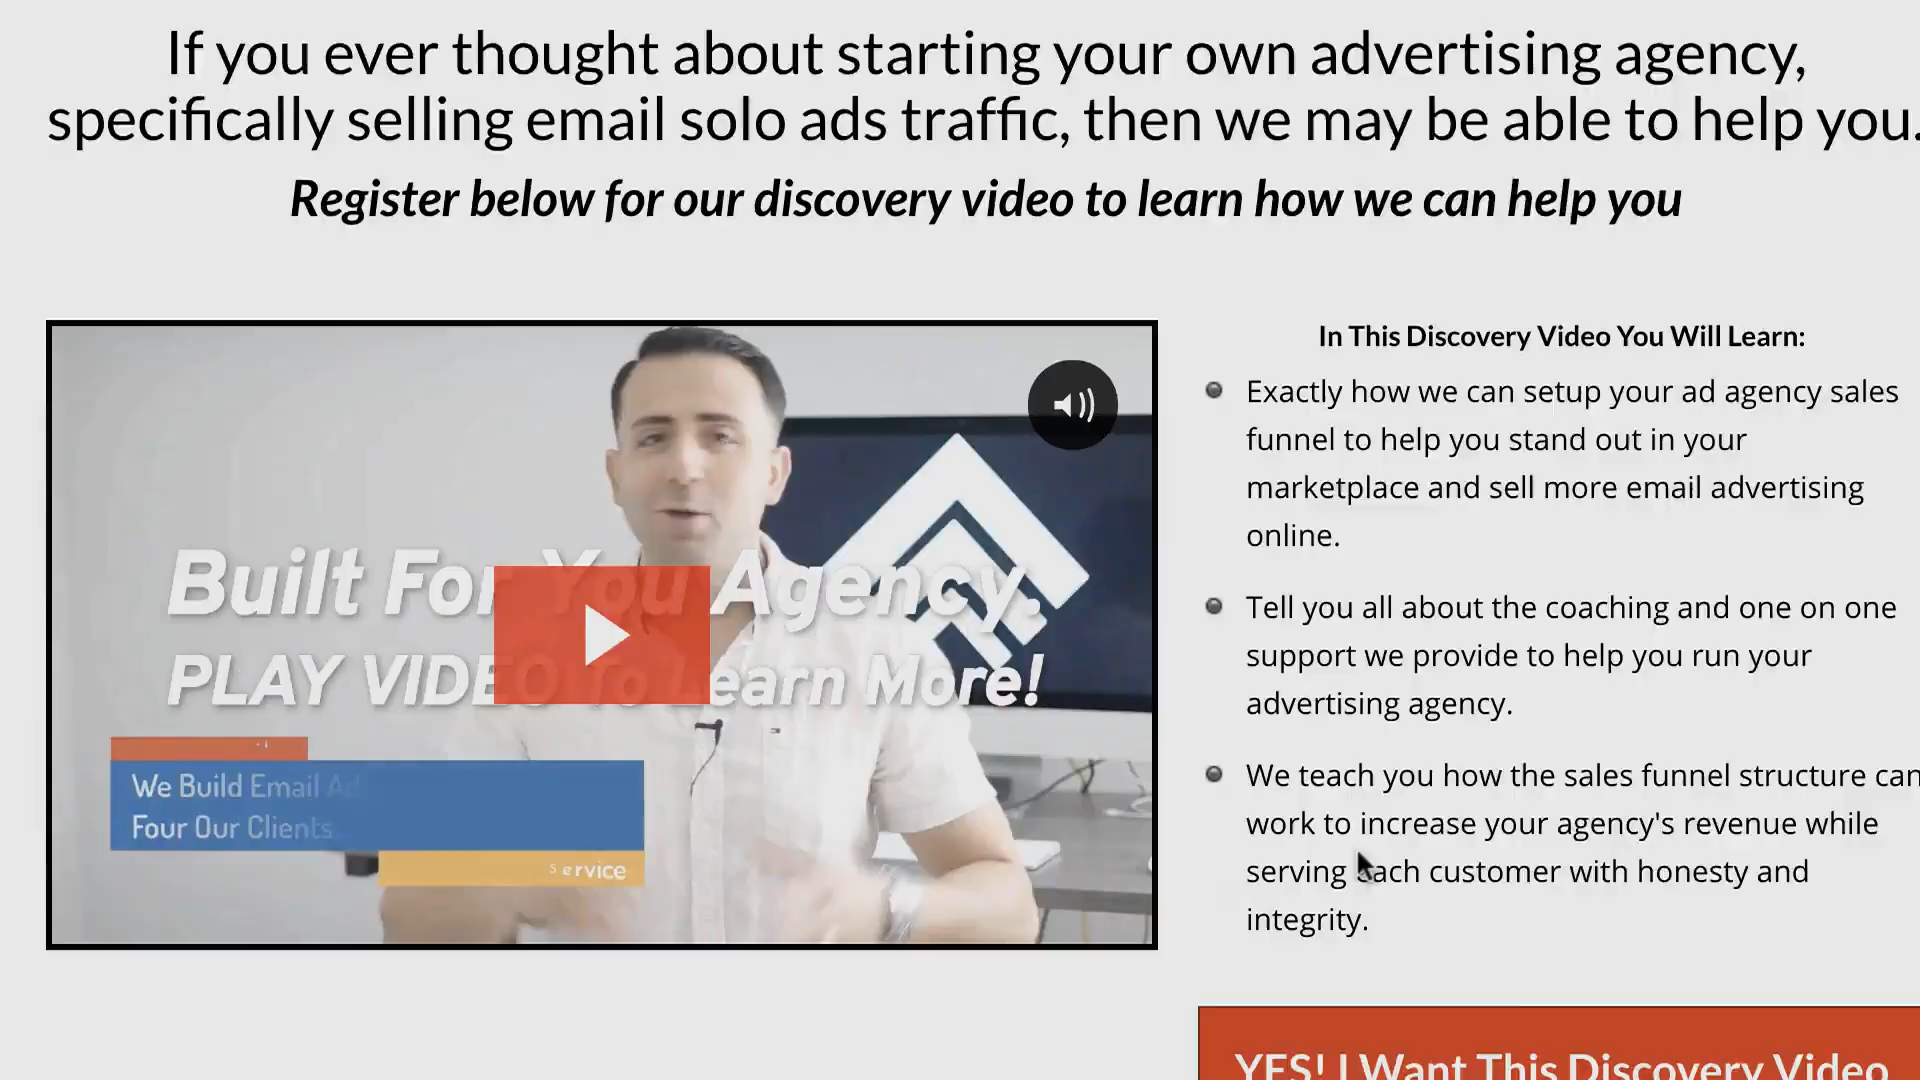 If you ever thought about starting your own advertising agency,
specifically selling email solo ads traffic, then we may be able to help you.
Register below for our discovery video to learn how we can help you
Built For You Agency.
PLAY VIDEO To Learn More!
We Build Email Ad
Four Our Clients
Service
In This Discovery Video You Will Learn:
Exactly how we can setup your ad agency sales
funnel to help you stand out in your
marketplace and sell more email advertising
online.
Tell you all about the coaching and one on one
support we provide to help you run your
advertising agency.
We teach you how the sales funnel structure can
work to increase your agency's revenue while
serving each customer with honesty and
integrity.
YES! I Want This Discovery Video